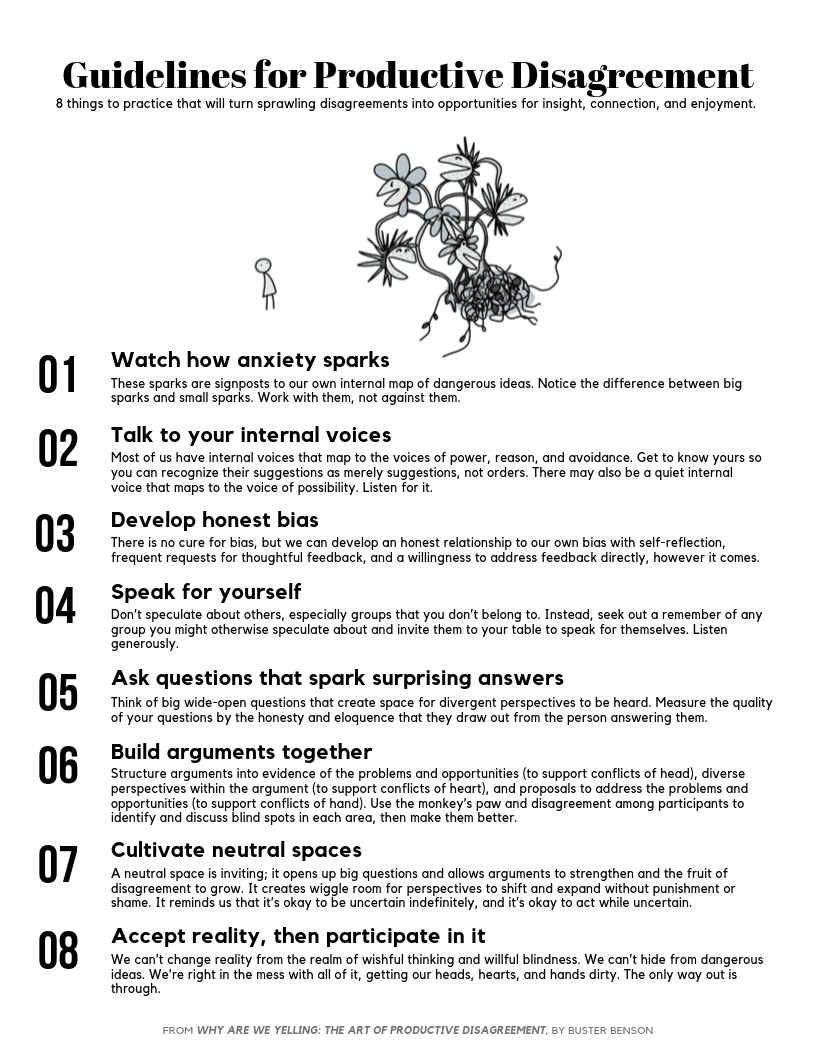 Guidelines for Productive Disagreement
8 things to practice that will turn sprawling disagreements into opportunities for insight, connection, and enjoyment.
01
Watch how anxiety sparks
These sparks are signposts to our own internal map of dangerous ideas. Notice the difference between big
sparks and small sparks. Work with them, not against them.
02
Talk to your internal voices
Most of us have internal voices that map to the voices of power, reason, and avoidance. Get to know yours so
you can recognize their suggestions as merely suggestions, not orders. There may also be a quiet internal
voice that maps to the voice of possibility. Listen for it.
03
Develop honest bias
There is no cure for bias, but we can develop an honest relationship to our own bias with self-reflection,
frequent requests for thoughtful feedback, and a willingness to address feedback directly, however it comes.
04
Speak for yourself
Don't speculate about others, especially groups that you don't belong to. Instead, seek out a remember of any
group you might otherwise speculate about and invite them to your table to speak for themselves. Listen
generously.
05
Ask questions that spark surprising answers
Think of big wide-open questions that create space for divergent perspectives to be heard. Measure the quality
of your questions by the honesty and eloquence that they draw out from the person answering them.
06
Build arguments together
Structure arguments into evidence of the problems and opportunities (to support conflicts of head), diverse
perspectives within the argument (to support conflicts of heart), and proposals to address the problems and
opportunities (to support conflicts of hand). Use the monkey's paw and disagreement among participants to
identify and discuss blind spots in each area, then make them better.
07
Cultivate neutral spaces
A neutral space is inviting; it opens up big questions and allows arguments to strengthen and the fruit of
disagreement to grow. It creates wiggle room for perspectives to shift and expand without punishment or
shame. It reminds us that it's okay to be uncertain indefinitely, and it's okay to act while uncertain.
08
Accept reality, then participate in it
We can't change reality from the realm of wishful thinking and willful blindness. We can't hide from dangerous
ideas. We're right in the mess with all of it, getting our heads, hearts, and hands dirty. The only way out is
through.
FROM WHY ARE WE YELLING: THE ART OF PRODUCTIVE DISAGREEMENT, BY BUSTER BENSON